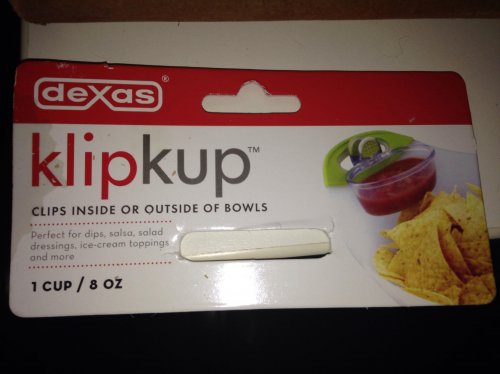 dexas®
klipkup™
CLIPS INSIDE OR OUTSIDE OF BOWLS
Perfect for dips, salsa, salad
dressings, ice-cream toppings
and more
1 CUP / 8 OZ